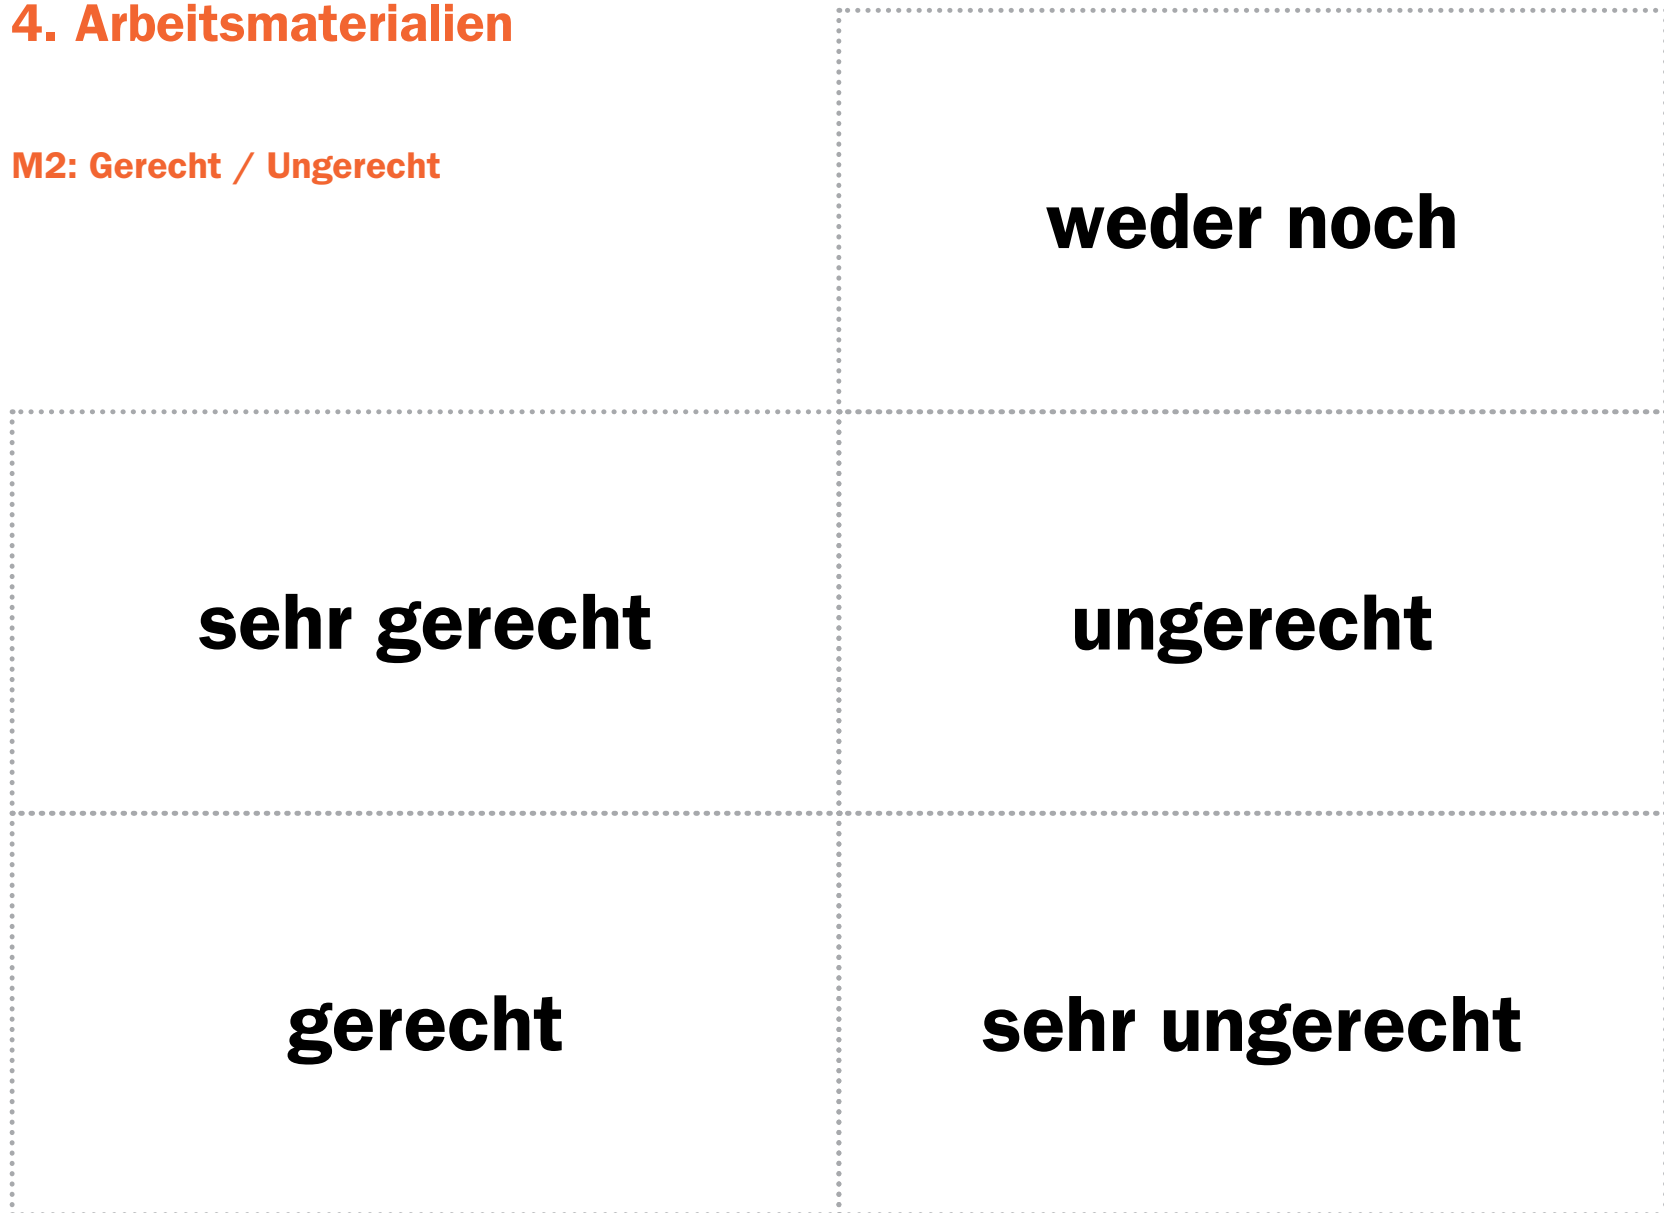 4. Arbeitsmaterialien
M2: Gerecht / Ungerecht
sehr gerecht
gerecht
weder noch
ungerecht
sehr ungerecht